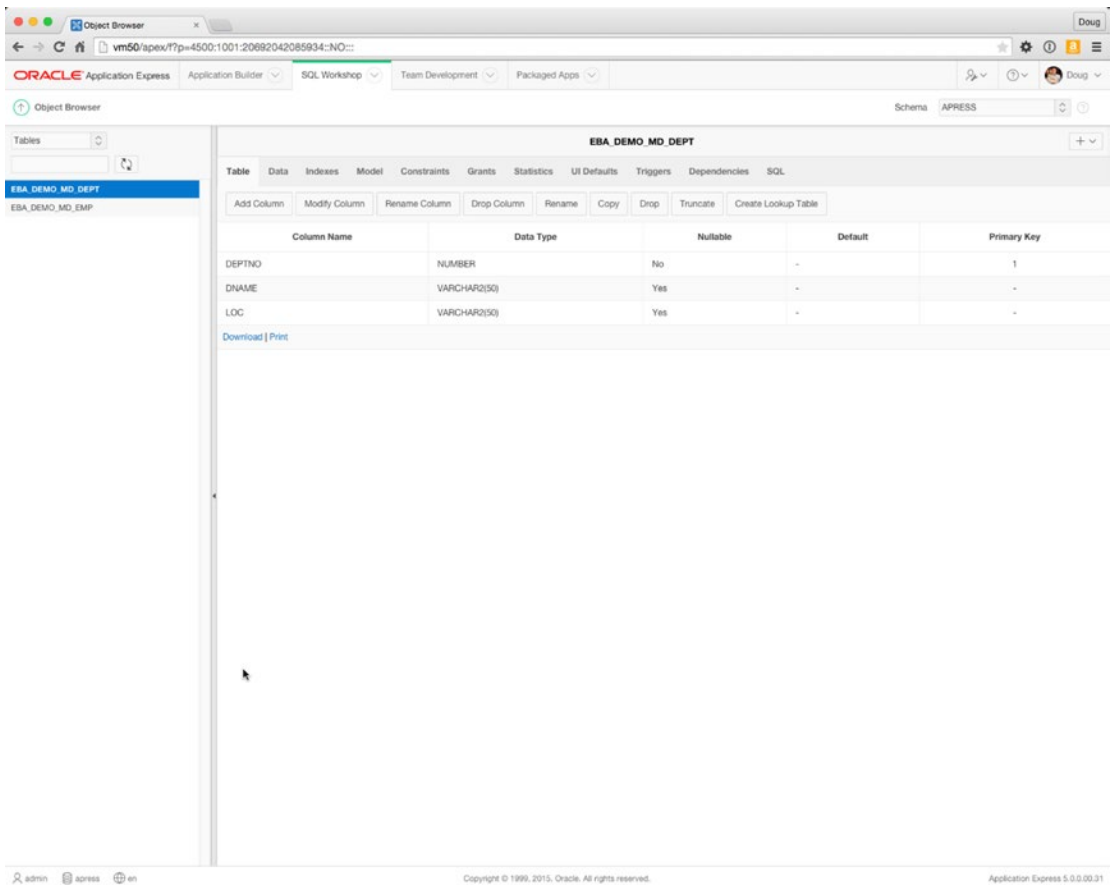 Object Browser
Doug
vm50/apex/f?p=4500:1001:20692042085934::NO:::
ORACLE Application Express Application Builder SQL Workshop Team Development Packaged Apps Doug
Object Browser Schema APRESS
Tables EBA_DEMO_MD_DEPT
Table Data Indexes Model Constraints Grants Statistics UI Defaults Triggers Dependencies SQL
EBA_DEMO_MD_DEPT
EBA_DEMO_MD_EMP
Add Column Modify Column Rename Column Drop Column Rename Copy Drop Truncate Create Lookup Table
Column Name Data Type Nullable Default Primary Key
DEPTNO NUMBER No - 1
DNAME VARCHAR2(50) Yes - -
LOC VARCHAR2(50) Yes - -
Download | Print
admin apress en Copyright © 1999, 2015, Oracle. All rights reserved. Application Express 5.0.0.00.31